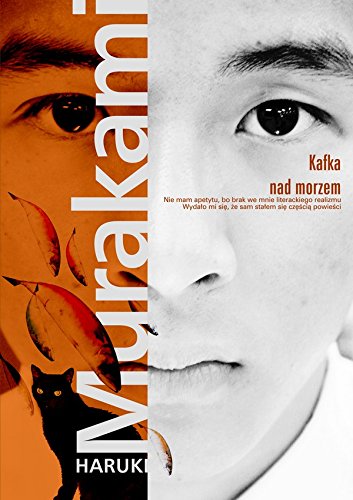 HARUKI
Murakami
Kafka
nad morzem
Nie mam apetytu, bo brak we mnie literackiego realizmu
Wydało mi się, że sam stałem się częścią powieści